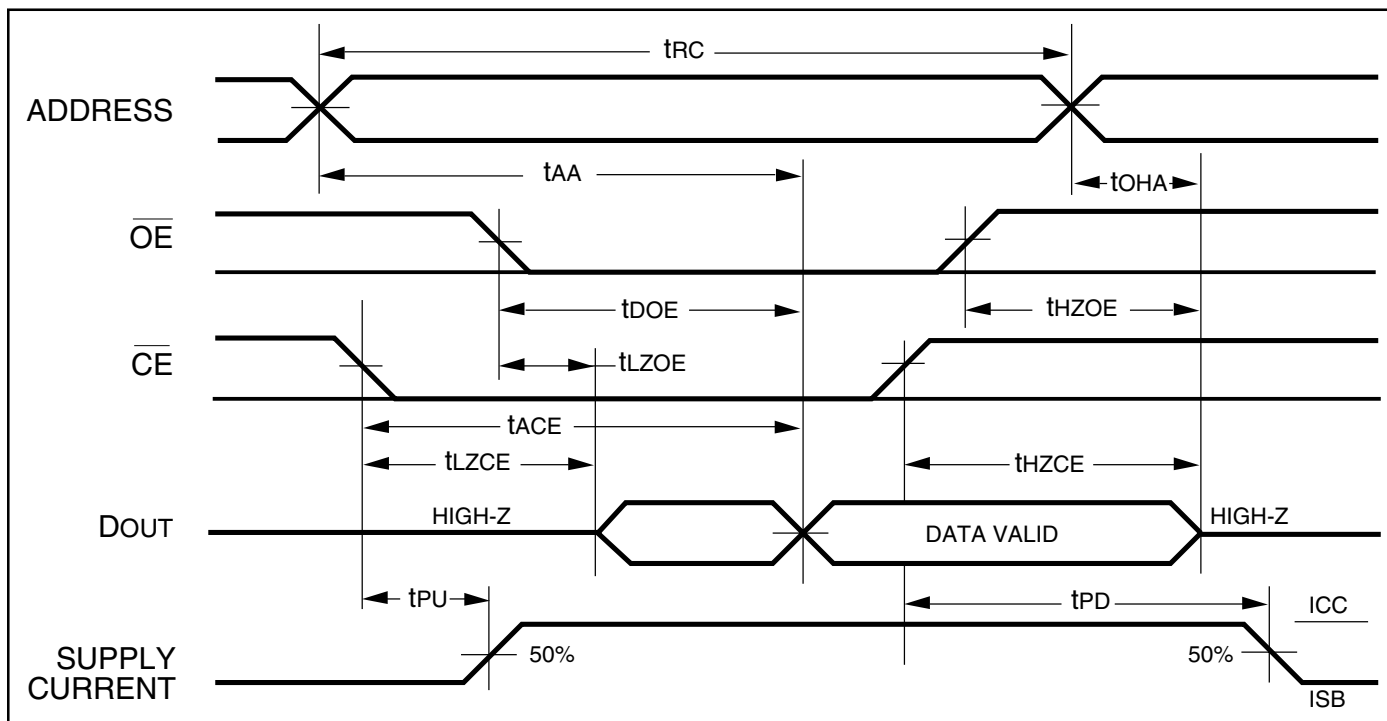 tRC
ADDRESS
tAA
tOHA
OE
tDOE
tHZOE
CE
tLZOE
tACE
tLZCE
tHZCE
DOUT
HIGH-Z
DATA VALID
HIGH-Z
tPU
tPD
ICC
SUPPLY
CURRENT
50%
50%
ISB